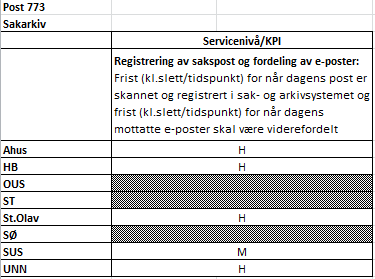 Post 773
Sakarkiv
Servicenivå/KPI
Registrering av sakspost og fordeling av e-poster:
Frist (kl.slett/tidspunkt) for når dagens post er
skannet og registrert i sak- og arkivsystemet og
frist (kl.slett/tidspunkt) for når dagens
mottatte e-poster skal være viderefordelt
Ahus H
HB H
OUS
ST
St.Olav H
SØ
SUS M
UNN H